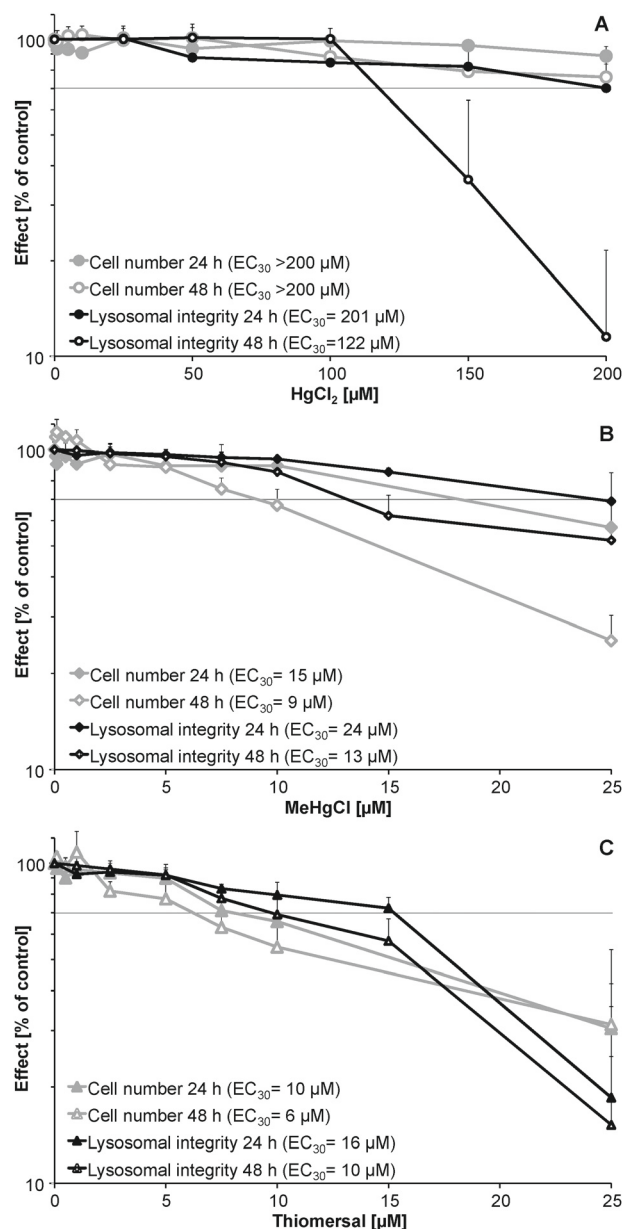 A
100
10
Effect [% of control]
Cell number 24 h (EC₃₀ >200 µM)
Cell number 48 h (EC₃₀ >200 µM)
Lysosomal integrity 24 h (EC₃₀= 201 µM)
Lysosomal integrity 48 h (EC₃₀=122 µM)
0 50 100 150 200
HgCl₂ [µM]
B
100
10
Effect [% of control]
Cell number 24 h (EC₃₀= 15 µM)
Cell number 48 h (EC₃₀= 9 µM)
Lysosomal integrity 24 h (EC₃₀= 24 µM)
Lysosomal integrity 48 h (EC₃₀= 13 µM)
0 5 10 15 20 25
MeHgCl [µM]
C
100
10
Effect [% of control]
Cell number 24 h (EC₃₀= 10 µM)
Cell number 48 h (EC₃₀= 6 µM)
Lysosomal integrity 24 h (EC₃₀= 16 µM)
Lysosomal integrity 48 h (EC₃₀= 10 µM)
0 5 10 15 20 25
Thiomersal [µM]